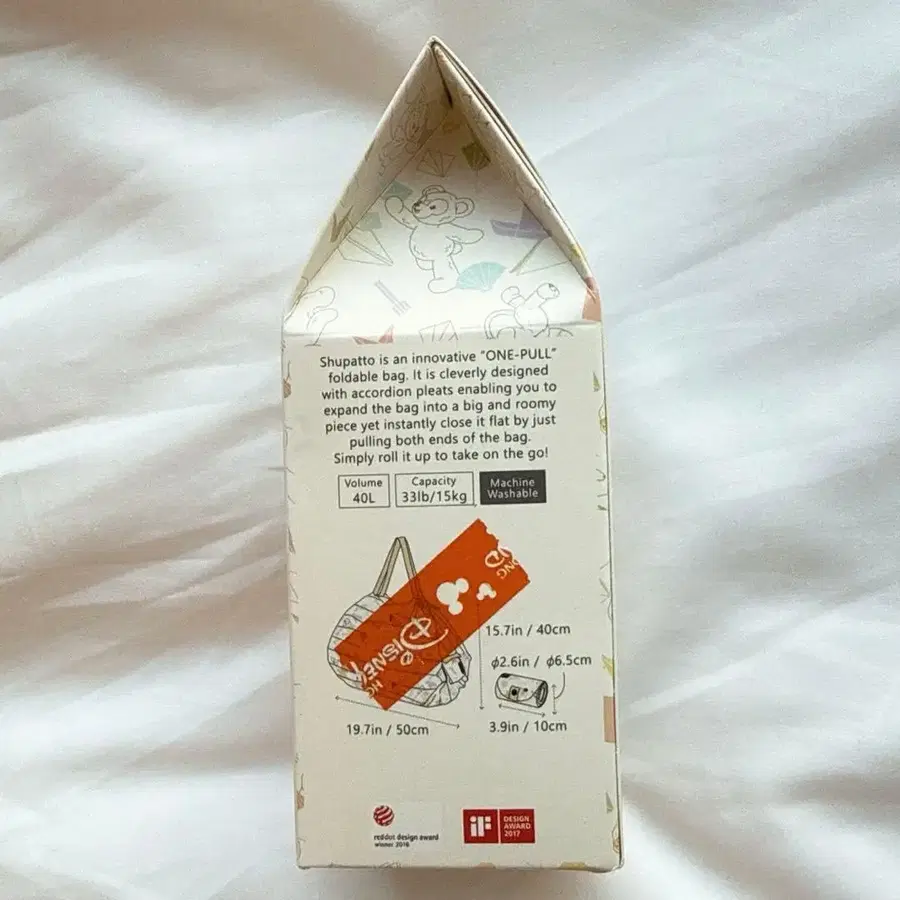 Shupatto is an innovative "ONE-PULL"
foldable bag. It is cleverly designed
with accordion pleats enabling you to
expand the bag into a big and roomy
piece yet instantly close it flat by just
pulling both ends of the bag.
Simply roll it up to take on the go!
Volume
40L
Capacity
33lb/15kg
Machine
Washable
ONG
DISNEY
HO
15.7in / 40cm
ϕ2.6in / ϕ6.5cm
19.7in / 50cm
3.9in / 10cm
reddot design award
winner 2016
iF
DESIGN
AWARD
2017